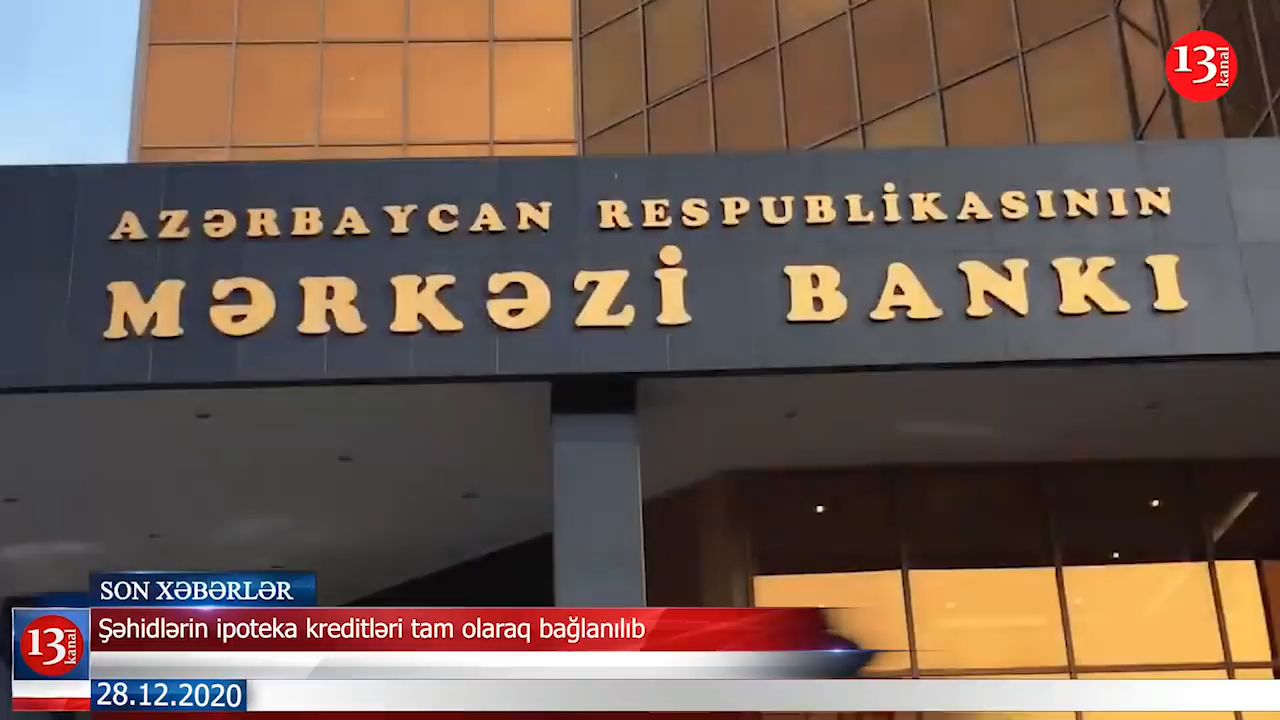 13 kanal
AZƏRBAYCAN RESPUBLİKASININ
MƏRKƏZİ BANKI
SON XƏBƏRLƏR
13 kanal
Şəhidlərin ipoteka kreditləri tam olaraq bağlanılıb
28.12.2020